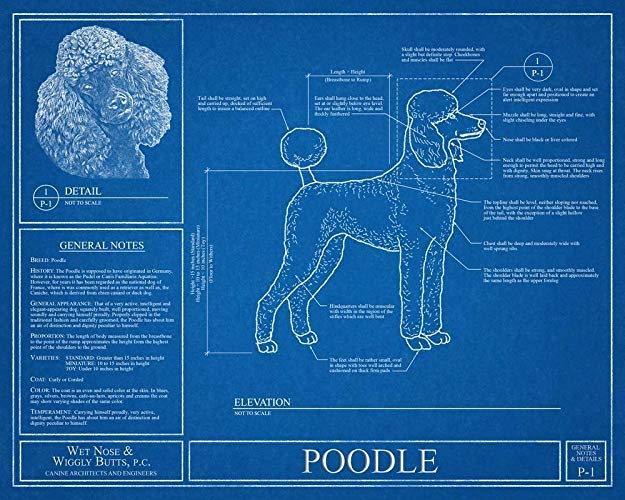 1
P-1
DETAIL
NOT TO SCALE
GENERAL NOTES
BREED: Poodle
HISTORY: The Poodle is supposed to have originated in Germany,
where it is known as the Pudel or Canis Familiaris Aquatius.
However, for years it has been regarded as the national dog of
France, where it was commonly used as a retriever as well as, the
Caniche, which is derived from chien canard or duck dog.
GENERAL APPEARANCE: That of a very active, intelligent and
elegant-appearing dog, squarely built, well proportioned, moving
soundly and carrying himself proudly. Properly clipped in the
traditional fashion and carefully groomed, the Poodle has about him
an air of distinction and dignity peculiar to himself.
PROPORTION: The length of body measured from the breastbone
to the point of the rump approximates the height from the highest
point of the shoulders to the ground.
VARIETIES: STANDARD: Greater than 15 inches in height
MINIATURE: 10 to 15 inches in height
TOY: Under 10 inches in height
COAT: Curly or Corded
COLOR: The coat is an even and solid color at the skin. In blues,
grays, silvers, browns, cafe-au-laits, apricots and creams the coat
may show varying shades of the same color.
TEMPERAMENT: Carrying himself proudly, very active,
intelligent, the Poodle has about him an air of distinction and
dignity peculiar to himself.
WET NOSE &
WIGGLY BUTTS, P.C.
CANINE ARCHITECTS AND ENGINEERS
Tail shall be straight, set on high
and carried up, docked of sufficient
length to insure a balanced outline
Length = Height
(Breastbone to Rump)
Ears shall hang close to the head,
set at or slightly below eye level.
The ear leather is long, wide and
thickly feathered
Skull shall be moderately rounded, with
a slight but definite stop. Cheekbones
and muscles shall be flat
1
P-1
Eyes shall be very dark, oval in shape and set
far enough apart and positioned to create an
alert intelligent expression
Muzzle shall be long, straight and fine, with
slight chiseling under the eyes
Nose shall be black or liver colored
Neck shall be well proportioned, strong and long
enough to permit the head to be carried high and
with dignity. Skin snug at throat. The neck rises
from strong, smoothly muscled shoulders
The topline shall be level, neither sloping nor roached,
from the highest point of the shoulder blade to the base
of the tail, with the exception of a slight hollow
just behind the shoulder
Chest shall be deep and moderately wide with
well sprung ribs
The shoulders shall be strong, and smoothly muscled.
The shoulder blade is well laid back and approximately
the same length as the upper foreleg
Height > 15 inches (Standard)
Height = 10 to 15 inches (Miniature)
Height < 10 inches (Toy)
(Floor to Withers)
Hindquarters shall be muscular
with width in the region of the
stifles which are well bent
The feet shall be rather small, oval
in shape with toes well arched and
cushioned on thick firm pads
ELEVATION
NOT TO SCALE
POODLE
GENERAL
NOTES
& DETAILS
P-1